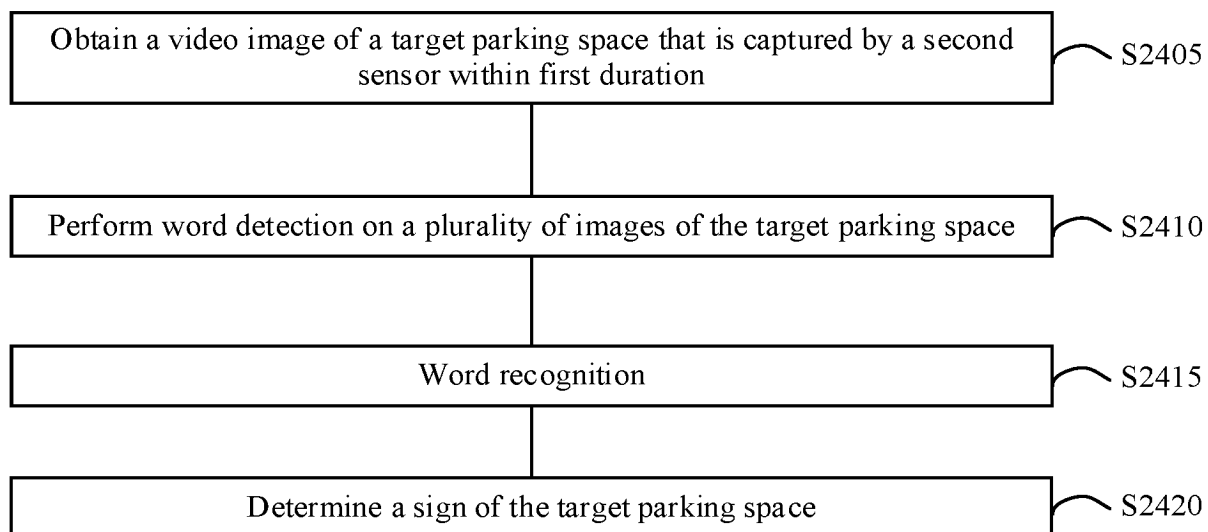 Obtain a video image of a target parking space that is captured by a second
sensor within first duration
S2405
Perform word detection on a plurality of images of the target parking space
S2410
Word recognition
S2415
Determine a sign of the target parking space
S2420